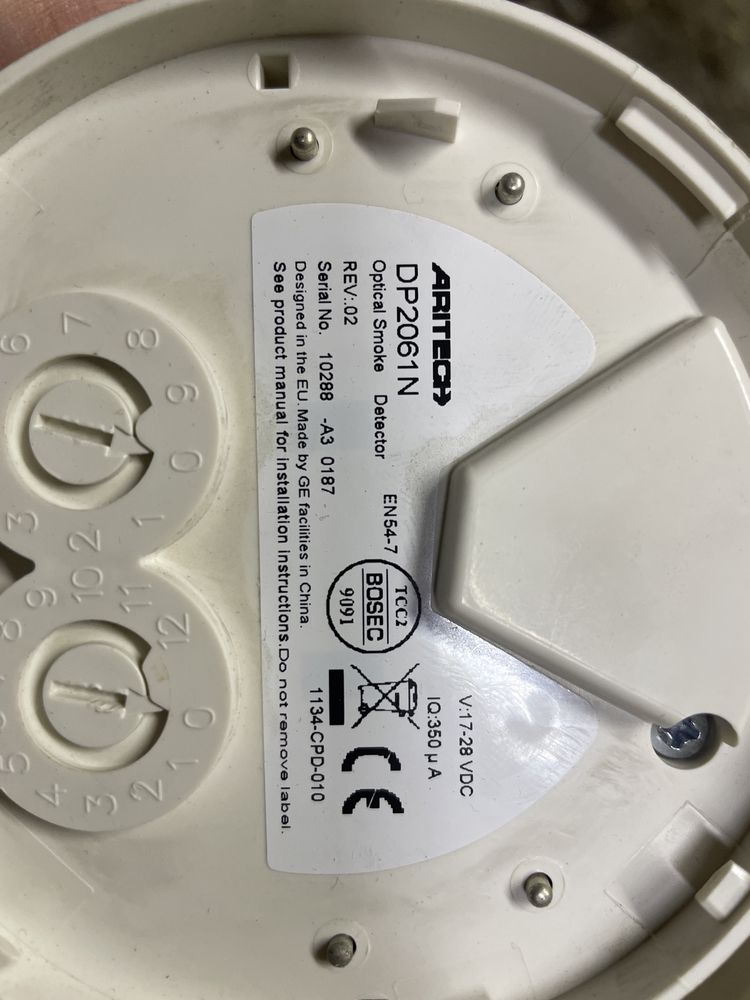 ARITECH
DP2061N
Optical Smoke Detector
REV:.02
Serial No. 10288 -A3 0187
Designed in the EU.Made by GE facilities in China.
See product manual for installation instructions.Do not remove label.
EN54-7
TCC2
BOSEC
9091
V:17-28 VDC
IQ:350 µA
1134-CPD-010
CE
6 7 8 9 0 1 2 3
0 1 2 3 4 5 8 9 10 11 12